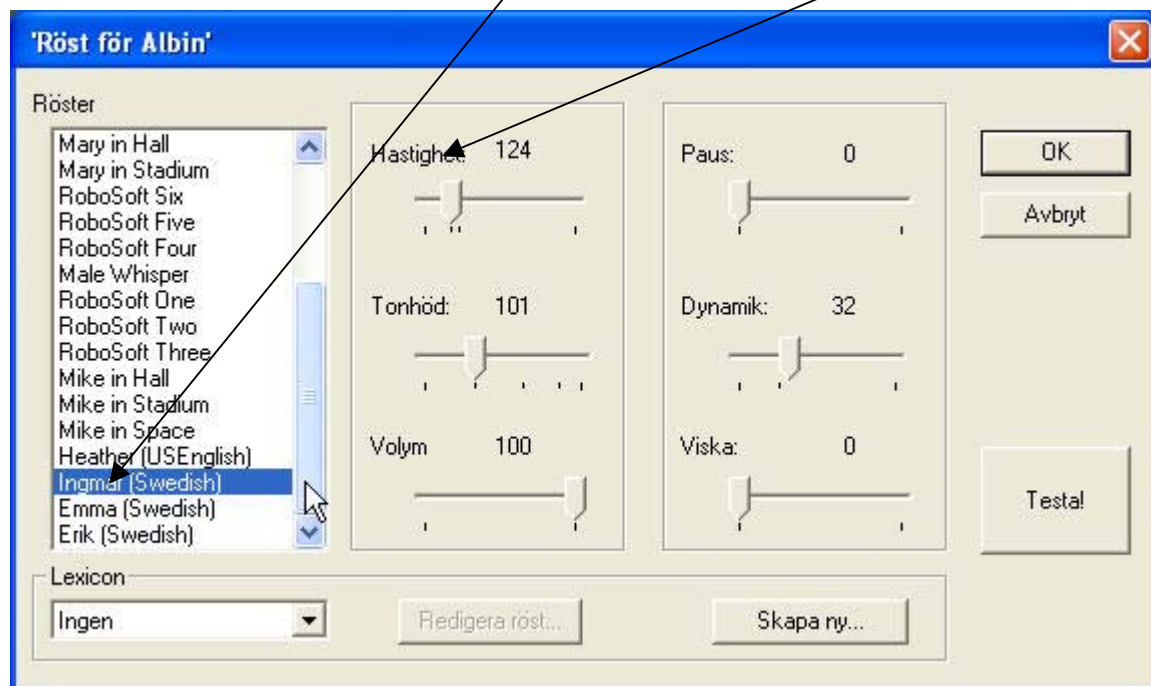 'Röst för Albin'
Röster
Mary in Hall
Mary in Stadium
RoboSoft Six
RoboSoft Five
RoboSoft Four
Male Whisper
RoboSoft One
RoboSoft Two
RoboSoft Three
Mike in Hall
Mike in Stadium
Mike in Space
Heather (USEnglish)
Ingmar (Swedish)
Emma (Swedish)
Erik (Swedish)
Hastighet: 124
Tonhöd: 101
Volym 100
Paus: 0
Dynamik: 32
Viska: 0
OK
Avbryt
Testa!
Lexicon
Ingen
Redigera röst...
Skapa ny...